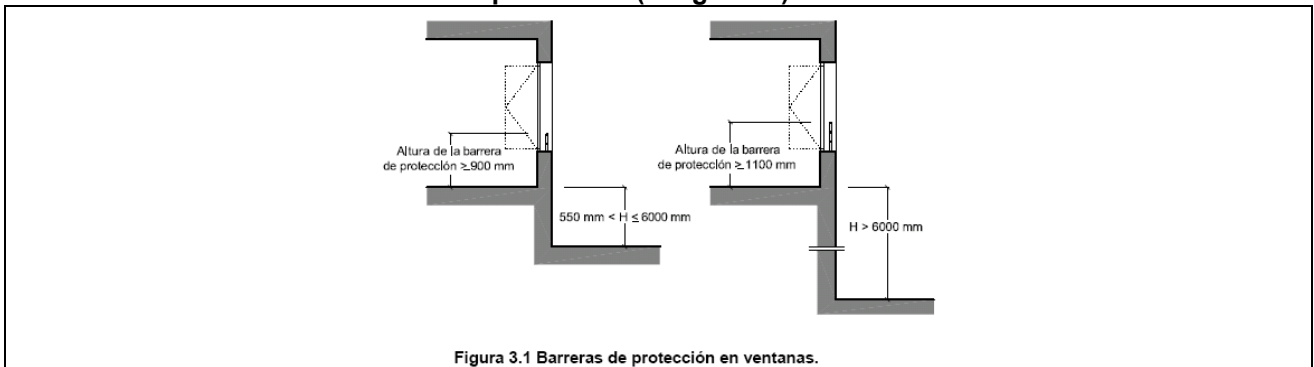 Altura de la barrera
de protección ≥900 mm
550 mm < H ≤ 6000 mm
Altura de la barrera
de protección ≥ 1100 mm
H > 6000 mm
Figura 3.1 Barreras de protección en ventanas.